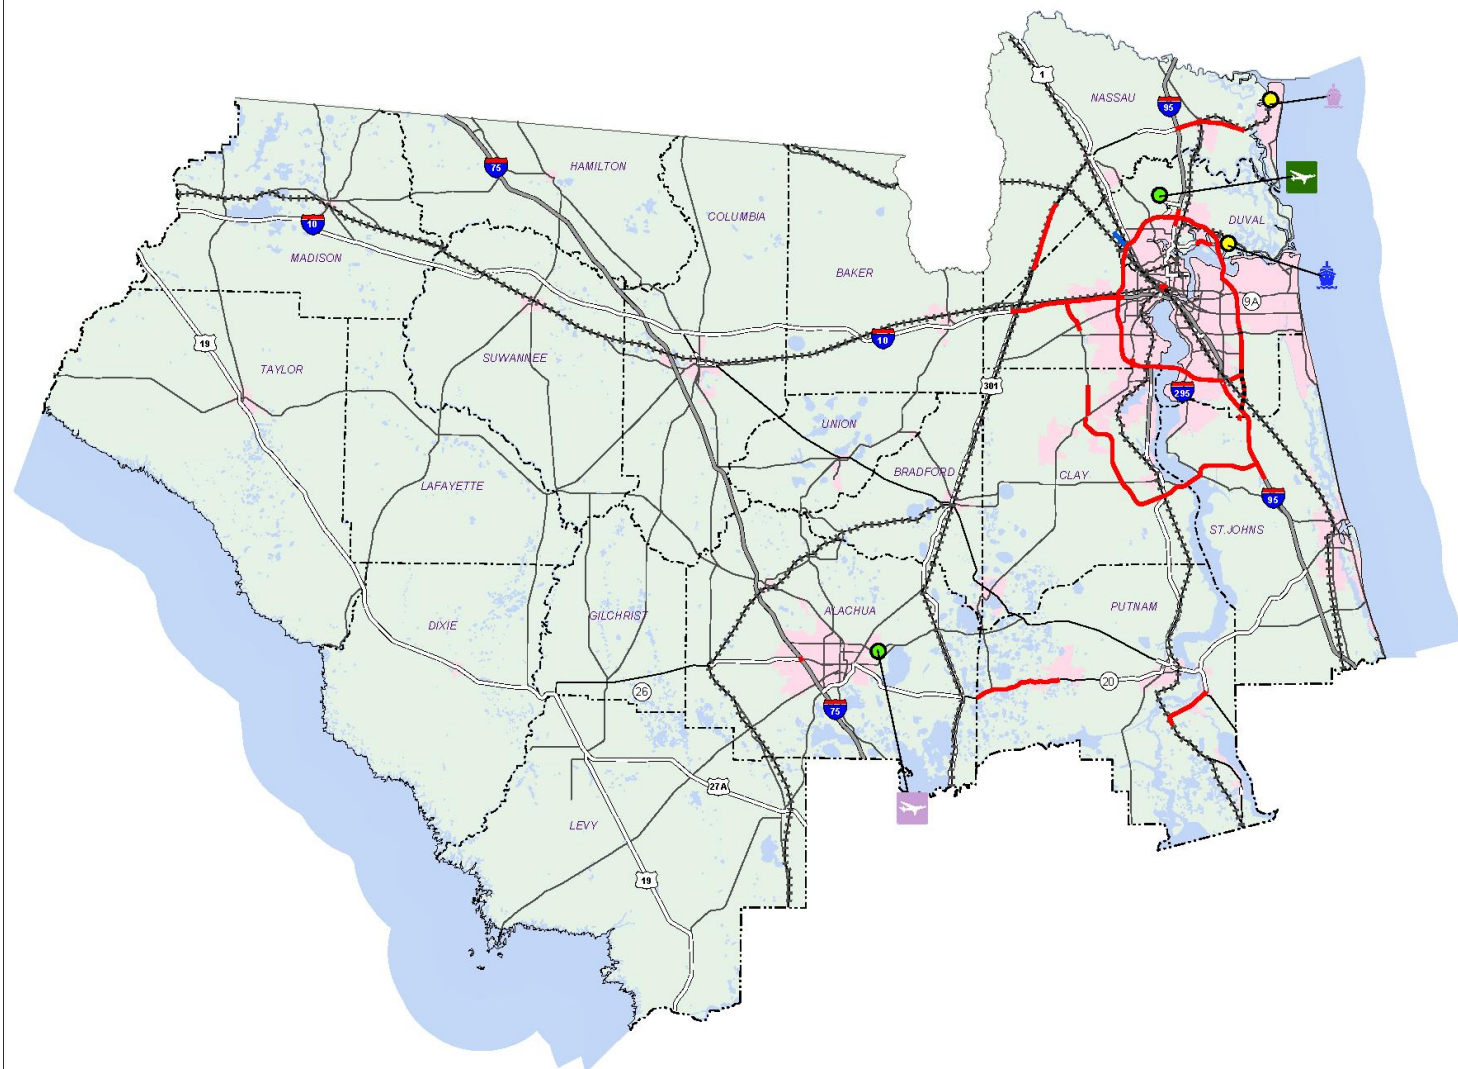 1
NASSAU
95
HAMILTON
75
COLUMBIA
DUVAL
10
MADISON
BAKER
9A
19
10
SUWANNEE
TAYLOR
301
295
UNION
BRADFORD
CLAY
LAFAYETTE
95
ST.JOHNS
ALACHUA
PUTNAM
GILCHRIST
DIXIE
20
26
75
27A
LEVY
19